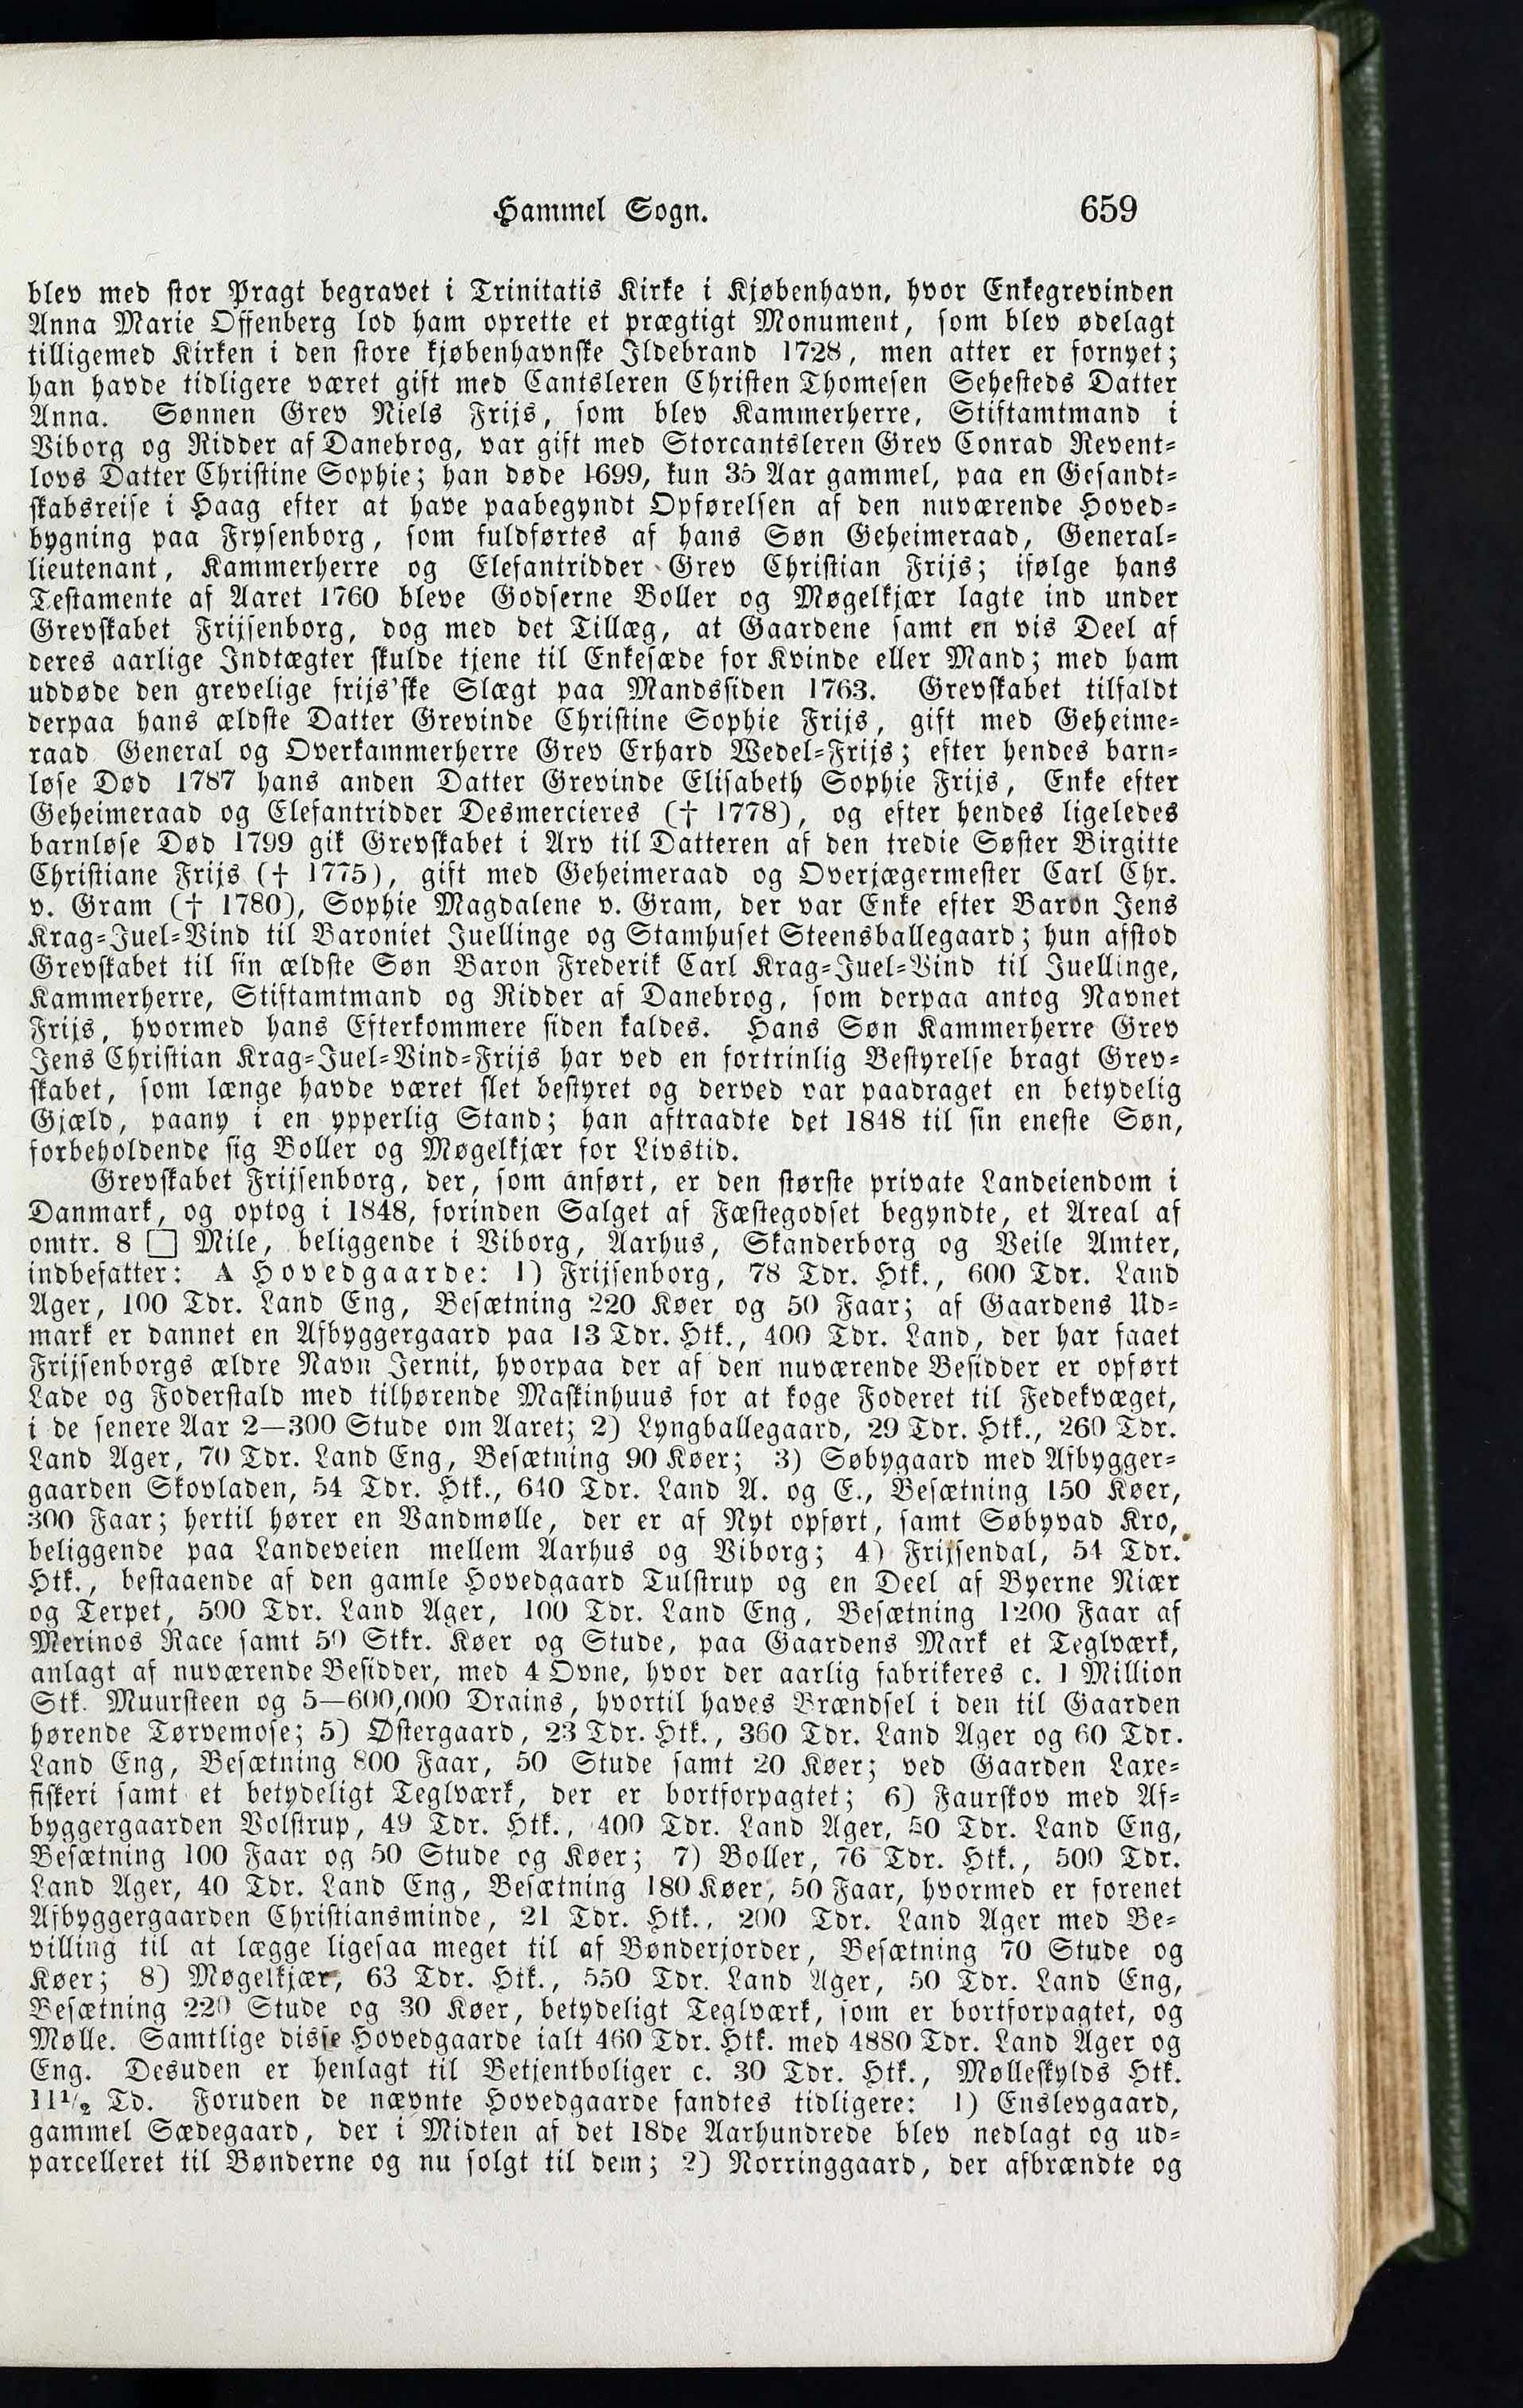 Hammel Sogn. 659
blev med stor Pragt begravet i Trinitatis Kirke i Kjøbenhavn, hvor Enkegrevinden
Anna Marie Offenberg lod ham oprette et prægtigt Monument, som blev ødelagt
tilligemed Kirken i den store kjøbenhavnske Ildebrand 1728, men atter er fornyet;
han havde tidligere været gift med Cantsleren Christen Thomesen Sehesteds Datter
Anna. Sønnen Grev Niels Frijs, som blev Kammerherre, Stiftamtmand i
Viborg og Ridder af Danebrog, var gift med Storcantsleren Grev Conrad Revent-
lovs Datter Christine Sophie; han døde 1699, kun 35 Aar gammel, paa en Gesandt-
skabsreise i Haag efter at have paabegyndt Opførelsen af den nuværende Hoved-
bygning paa Frysenborg, som fuldførtes af hans Søn Geheimeraad, General-
lieutenant, Kammerherre og Elefantridder Grev Christian Frijs; ifølge hans
Testamente af Aaret 1760 bleve Godserne Boller og Møgelkjær lagte ind under
Grevskabet Frijsenborg, dog med det Tillæg, at Gaardene samt en vis Deel af
deres aarlige Indtægter skulde tjene til Enkesæde for Kvinde eller Mand; med ham
uddøde den grevelige frijs'ske Slægt paa Mandssiden 1763. Grevskabet tilfaldt
derpaa hans ældste Datter Grevinde Christine Sophie Frijs, gift med Geheime-
raad General og Overkammerherre Grev Erhard Wedel-Frijs; efter hendes barn-
løse Død 1787 hans anden Datter Grevinde Elisabeth Sophie Frijs, Enke efter
Geheimeraad og Elefantridder Desmercieres († 1778), og efter hendes ligeledes
barnløse Død 1799 gik Grevskabet i Arv til Datteren af den tredie Søster Birgitte
Christiane Frijs († 1775), gift med Geheimeraad og Overjægermester Carl Chr.
v. Gram († 1780), Sophie Magdalene v. Gram, der var Enke efter Baron Jens
Krag-Juel-Vind til Baroniet Juellinge og Stamhuset Steensballegaard; hun afstod
Grevskabet til sin ældste Søn Baron Frederik Carl Krag-Juel-Vind til Juellinge,
Kammerherre, Stiftamtmand og Ridder af Danebrog, som derpaa antog Navnet
Frijs, hvormed hans Efterkommere siden kaldes. Hans Søn Kammerherre Grev
Jens Christian Krag-Juel-Vind-Frijs har ved en fortrinlig Bestyrelse bragt Grev-
skabet, som længe havde været slet bestyret og derved var paadraget en betydelig
Gjæld, paany i en ypperlig Stand; han aftraadte det 1848 til sin eneste Søn,
forbeholdende sig Boller og Møgelkjær for Livstid.
Grevskabet Frijsenborg, der, som anført, er den største private Landeiendom i
Danmark, og optog i 1848, forinden Salget af Fæstegodset begyndte, et Areal af
omtr. 8 □ Mile, beliggende i Viborg, Aarhus, Skanderborg og Veile Amter,
indbefatter: A Hovedgaarde: 1) Frijsenborg, 78 Tdr. Htk., 600 Tdr. Land
Ager, 100 Tdr. Land Eng, Besætning 220 Køer og 50 Faar; af Gaardens Ud-
mark er dannet en Afbyggergaard paa 13 Tdr. Htk., 400 Tdr. Land, der har faaet
Frijsenborgs ældre Navn Jernit, hvorpaa der af den nuværende Besidder er opført
Lade og Foderstald med tilhørende Maskinhuus for at koge Foderet til Fedekvæget,
i de senere Aar 2—300 Stude om Aaret; 2) Lyngballegaard, 29 Tdr. Htk., 260 Tdr.
Land Ager, 70 Tdr. Land Eng, Besætning 90 Køer; 3) Søbygaard med Afbygger-
gaarden Skovladen, 54 Tdr. Htk., 640 Tdr. Land A. og E., Besætning 150 Køer,
300 Faar; hertil hører en Vandmølle, der er af Nyt opført, samt Søbyvad Kro,
beliggende paa Landeveien mellem Aarhus og Viborg; 4) Frijsendal, 54 Tdr.
Htk., bestaaende af den gamle Hovedgaard Tulstrup og en Deel af Byerne Niær
og Terpet, 500 Tdr. Land Ager, 100 Tdr. Land Eng, Besætning 1200 Faar af
Merinos Race samt 50 Stkr. Køer og Stude, paa Gaardens Mark et Teglværk,
anlagt af nuværende Besidder, med 4 Ovne, hvor der aarlig fabrikeres c. 1 Million
Stk. Muursteen og 5—600,000 Drains, hvortil haves Brændsel i den til Gaarden
hørende Tørvemose; 5) Østergaard, 23 Tdr. Htk., 360 Tdr. Land Ager og 60 Tdr.
Land Eng, Besætning 800 Faar, 50 Stude samt 20 Køer; ved Gaarden Laxe-
fiskeri samt et betydeligt Teglværk, der er bortforpagtet; 6) Faurskov med Af-
byggergaarden Volstrup, 49 Tdr. Htk., 400 Tdr. Land Ager, 50 Tdr. Land Eng,
Besætning 100 Faar og 50 Stude og Køer; 7) Boller, 76 Tdr. Htk., 500 Tdr.
Land Ager, 40 Tdr. Land Eng, Besætning 180 Køer, 50 Faar, hvormed er forenet
Afbyggergaarden Christiansminde, 21 Tdr. Htk., 200 Tdr. Land Ager med Be-
villing til at lægge ligesaa meget til af Bønderjorder, Besætning 70 Stude og
Køer; 8) Møgelkjær, 63 Tdr. Htk., 550 Tdr. Land Ager, 50 Tdr. Land Eng,
Besætning 220 Stude og 30 Køer, betydeligt Teglværk, som er bortforpagtet, og
Mølle. Samtlige disse Hovedgaarde ialt 460 Tdr. Htk. med 4880 Tdr. Land Ager og
Eng. Desuden er henlagt til Betjentboliger c. 30 Tdr. Htk., Mølleskylds Htk.
11½ Td. Foruden de nævnte Hovedgaarde fandtes tidligere: 1) Enslevgaard,
gammel Sædegaard, der i Midten af det 18de Aarhundrede blev nedlagt og ud-
parcelleret til Bønderne og nu solgt til dem; 2) Norringgaard, der afbrændte og